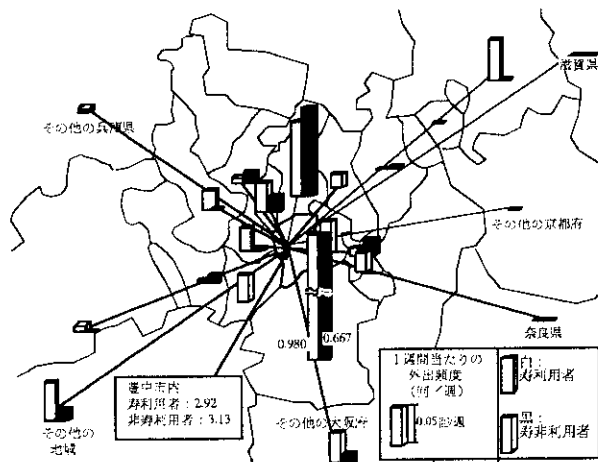 滋賀県
その他の兵庫県
その他の京都府
奈良県
0.980
0.667
豊中市内
寿利用者：2.92
非寿利用者：3.13
その他の
地域
その他の大阪府
1週間当たりの
外出頻度
(回／週)
0.05回/週
白：
寿利用者
黒：
寿非利用者